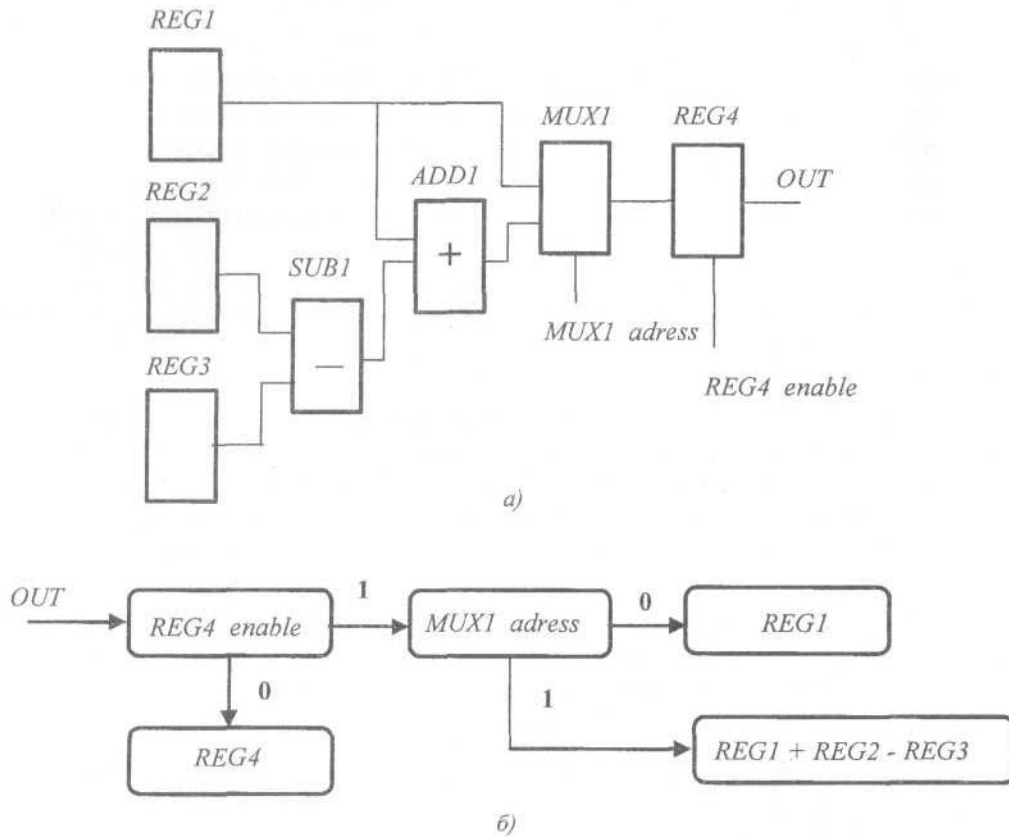 REG1
MUX1
REG4
OUT
ADD1
REG2
+
SUB1
MUX1 adress
REG3
−
REG4 enable
а)
OUT
REG4 enable
1
MUX1 adress
0
REG1
0
1
REG4
REG1 + REG2 - REG3
б)